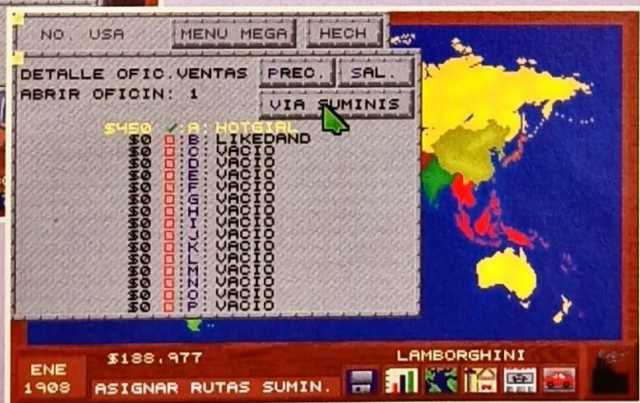 NO. USA MENU MEGA HECH
DETALLE OFIC.VENTAS PREC. SAL.
ABRIR OFICIN: 1
VIA SUMINIS
$450 ✓ A: HOTGIRL
$0 □ B: LIKEDAND
$0 □ C: VACIO
$0 □ D: VACIO
$0 □ E: VACIO
$0 □ F: VACIO
$0 □ G: VACIO
$0 □ H: VACIO
$0 □ I: VACIO
$0 □ J: VACIO
$0 □ K: VACIO
$0 □ L: VACIO
$0 □ M: VACIO
$0 □ N: VACIO
$0 □ O: VACIO
$0 □ P: VACIO
$188,977 LAMBORGHINI
ENE
1908 ASIGNAR RUTAS SUMIN.